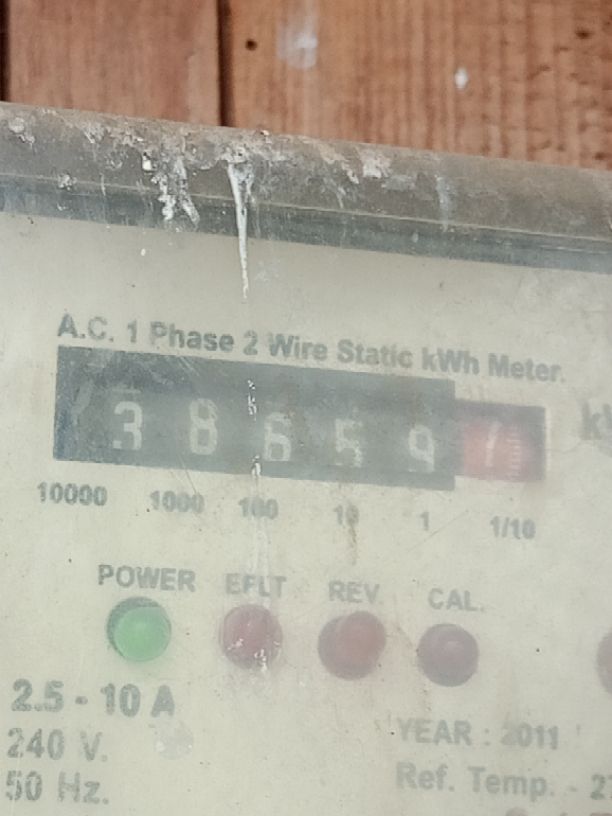 A.C. 1 Phase 2 Wire Static kWh Meter.
3 8 6 5 9 1
10000 1000 100 10 1 1/10
POWER EFLT REV. CAL.
2.5 - 10 A
240 V.
YEAR : 2011
50 Hz.
Ref. Temp. -